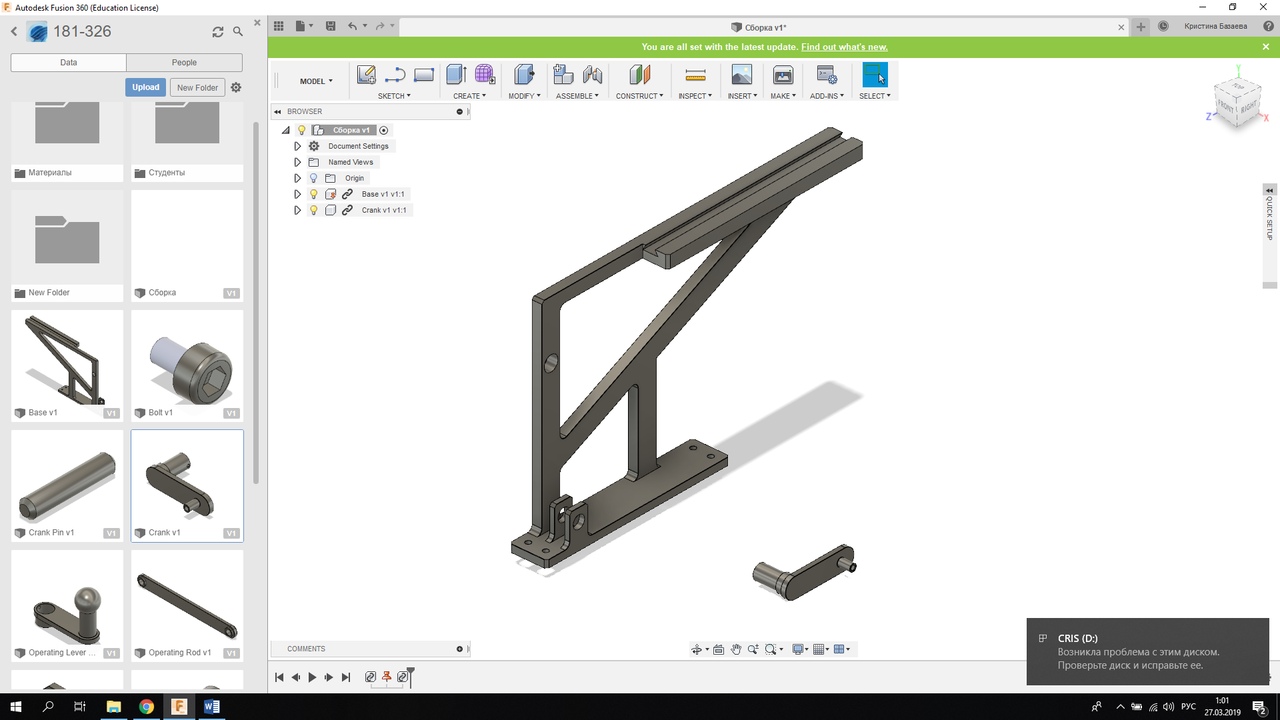 Autodesk Fusion 360 (Education License)
181-326
Data
People
Upload
New Folder
Материалы
Студенты
New Folder
Сборка
V1
Base v1
V1
Bolt v1
V1
Crank Pin v1
V1
Crank v1
V1
Operating Lever ...
V1
Operating Rod v1
V1
Сборка v1*
Кристина Базаева
You are all set with the latest update. Find out what's new.
MODEL
SKETCH
CREATE
MODIFY
ASSEMBLE
CONSTRUCT
INSPECT
INSERT
MAKE
ADD-INS
SELECT
BROWSER
Сборка v1
Document Settings
Named Views
Origin
Base v1 v1:1
Crank v1 v1:1
TOP
FRONT
RIGHT
Y
Z
X
QUICK SETUP
COMMENTS
CRIS (D:)
Возникла проблема с этим диском.
Проверьте диск и исправьте ее.
РУС
1:01
27.03.2019
2